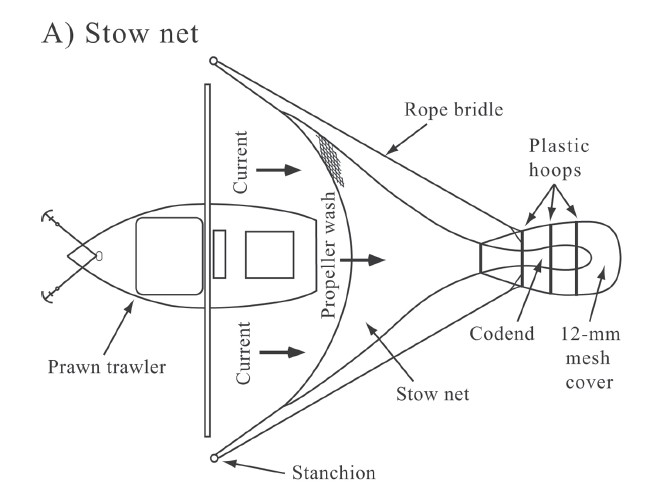 A) Stow net
Rope bridle
Plastic
hoops
Current
Propeller wash
Current
Codend
12-mm
mesh
cover
Prawn trawler
Stow net
Stanchion